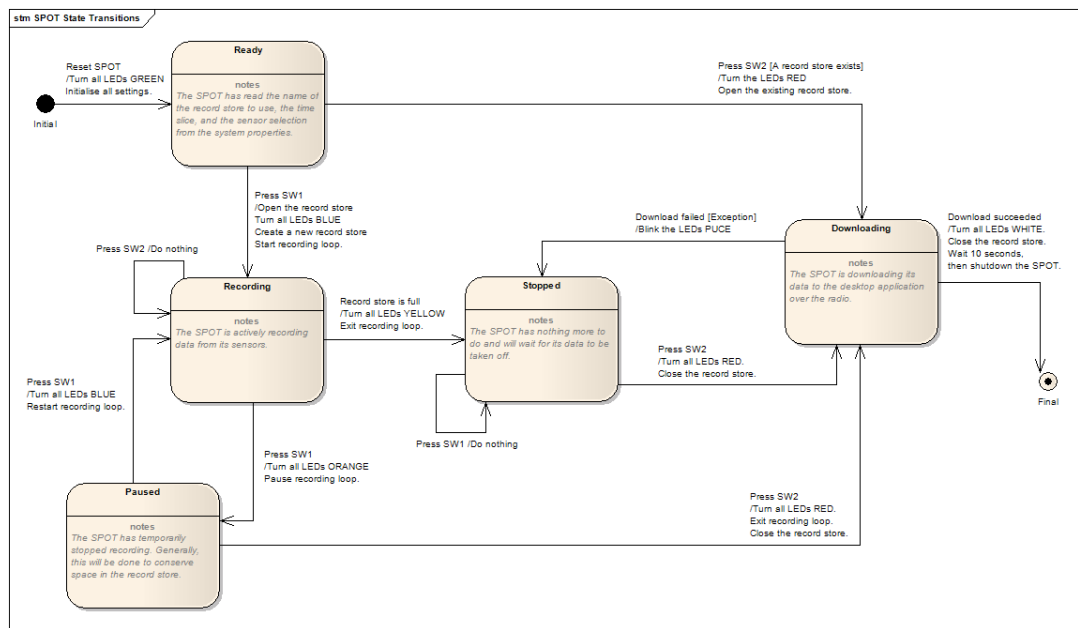 stm SPOT State Transitions
Reset SPOT
/Turn all LEDs GREEN
Initialise all settings.
Initial
Ready
notes
The SPOT has read the name of
the record store to use, the time
slice, and the sensor selection
from the system properties.
Press SW2 [A record store exists]
/Turn the LEDs RED
Open the existing record store.
Press SW1
/Open the record store
Turn all LEDs BLUE
Create a new record store
Start recording loop.
Download failed [Exception]
/Blink the LEDs PUCE
Downloading
notes
The SPOT is downloading its
data to the desktop application
over the radio.
Download succeeded
/Turn all LEDs WHITE.
Close the record store.
Wait 10 seconds,
then shutdown the SPOT.
Press SW2 /Do nothing
Recording
notes
The SPOT is actively recording
data from its sensors.
Record store is full
/Turn all LEDs YELLOW
Exit recording loop.
Stopped
notes
The SPOT has nothing more to
do and will wait for its data to be
taken off.
Press SW2
/Turn all LEDs RED.
Close the record store.
Final
Press SW1
/Turn all LEDs BLUE
Restart recording loop.
Press SW1 /Do nothing
Press SW1
/Turn all LEDs ORANGE
Pause recording loop.
Paused
notes
The SPOT has temporarily
stopped recording. Generally,
this will be done to conserve
space in the record store.
Press SW2
/Turn all LEDs RED.
Exit recording loop.
Close the record store.